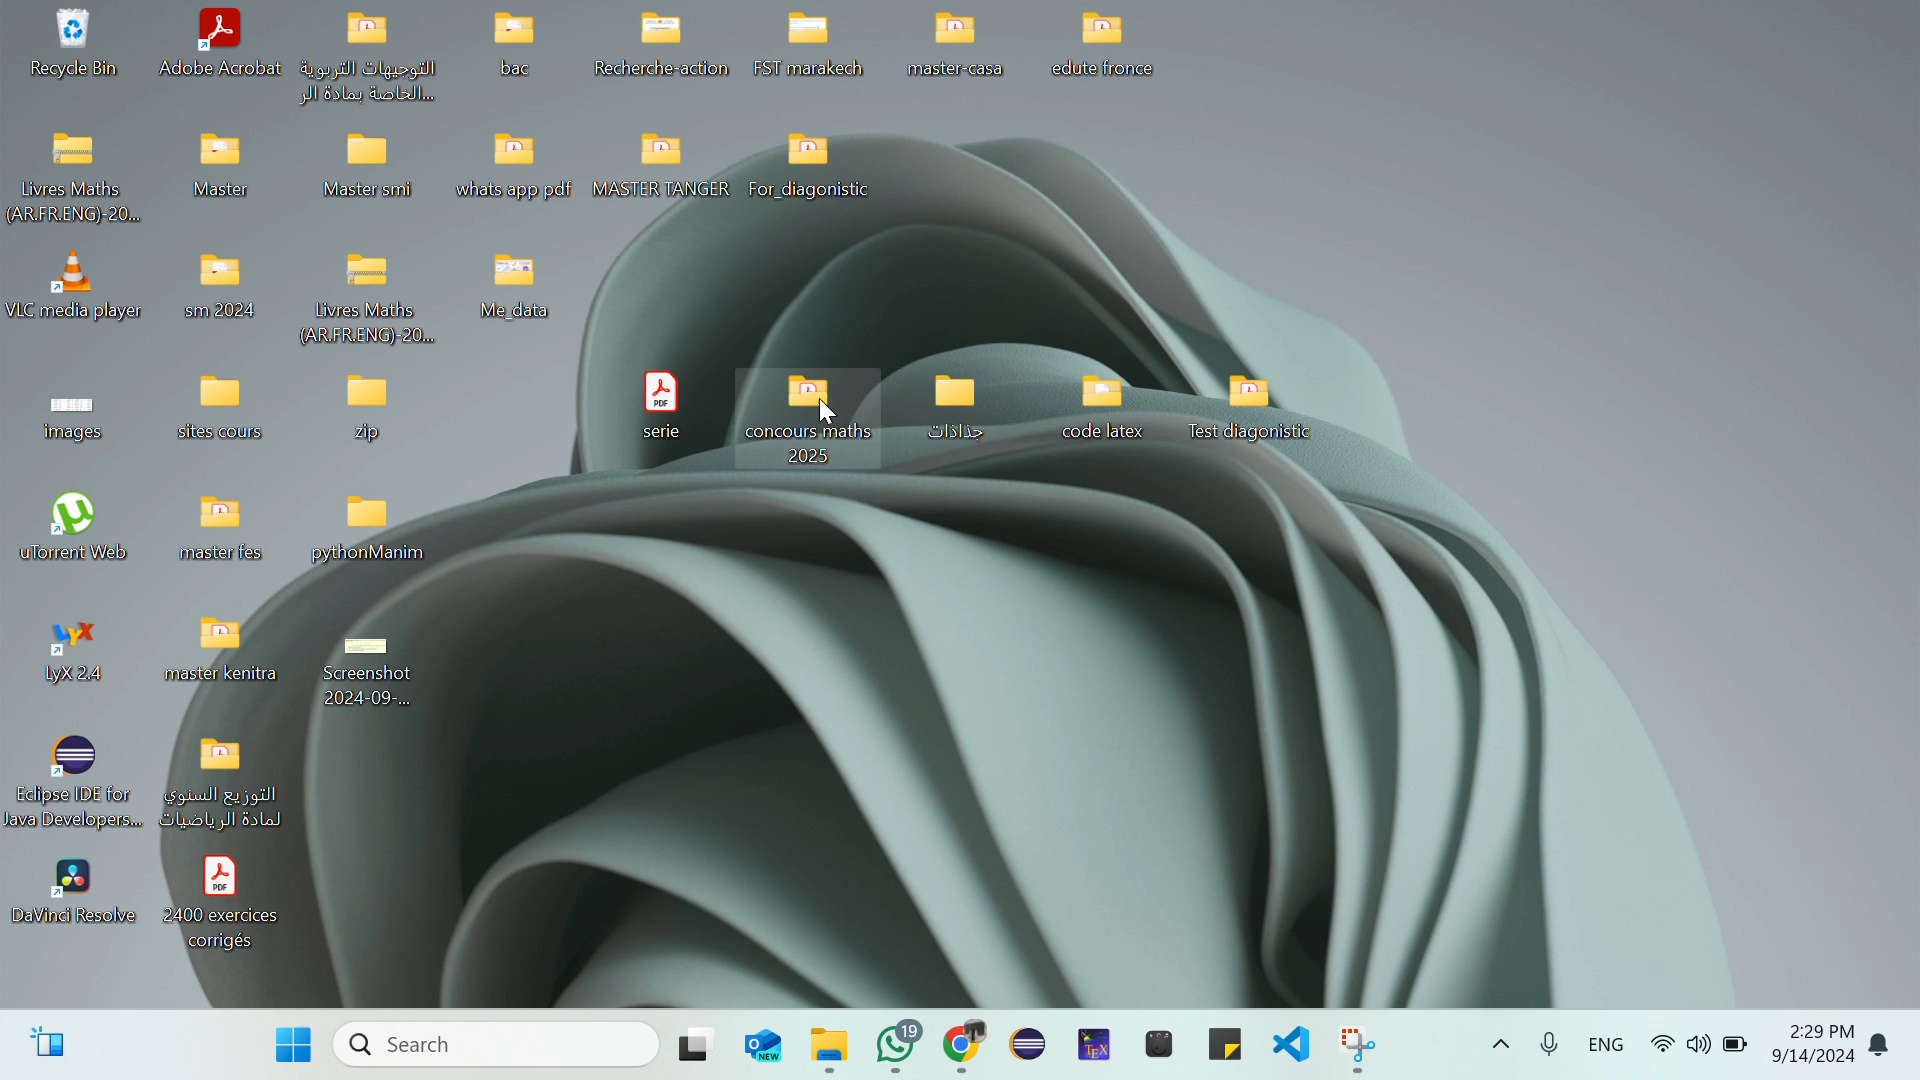 Recycle Bin
Adobe Acrobat
التوجيهات التربوية
الخاصة بمادة الر...
bac
Recherche-action
FST marakech
master-casa
edute fronce
Livres Maths
(AR.FR.ENG)-20...
Master
Master smi
whats app pdf
MASTER TANGER
For_diagonistic
VLC media player
sm 2024
Livres Maths
(AR.FR.ENG)-20...
Me_data
images
sites cours
zip
serie
concours maths
2025
جذاذات
code latex
Test diagonistic
uTorrent Web
master fes
pythonManim
LyX 2.4
master kenitra
Screenshot
2024-09-...
Eclipse IDE for
Java Developers...
التوزيع السنوي
لمادة الرياضيات
DaVinci Resolve
2400 exercices
corrigés
Search
NEW
19
TEX
ENG
2:29 PM
9/14/2024